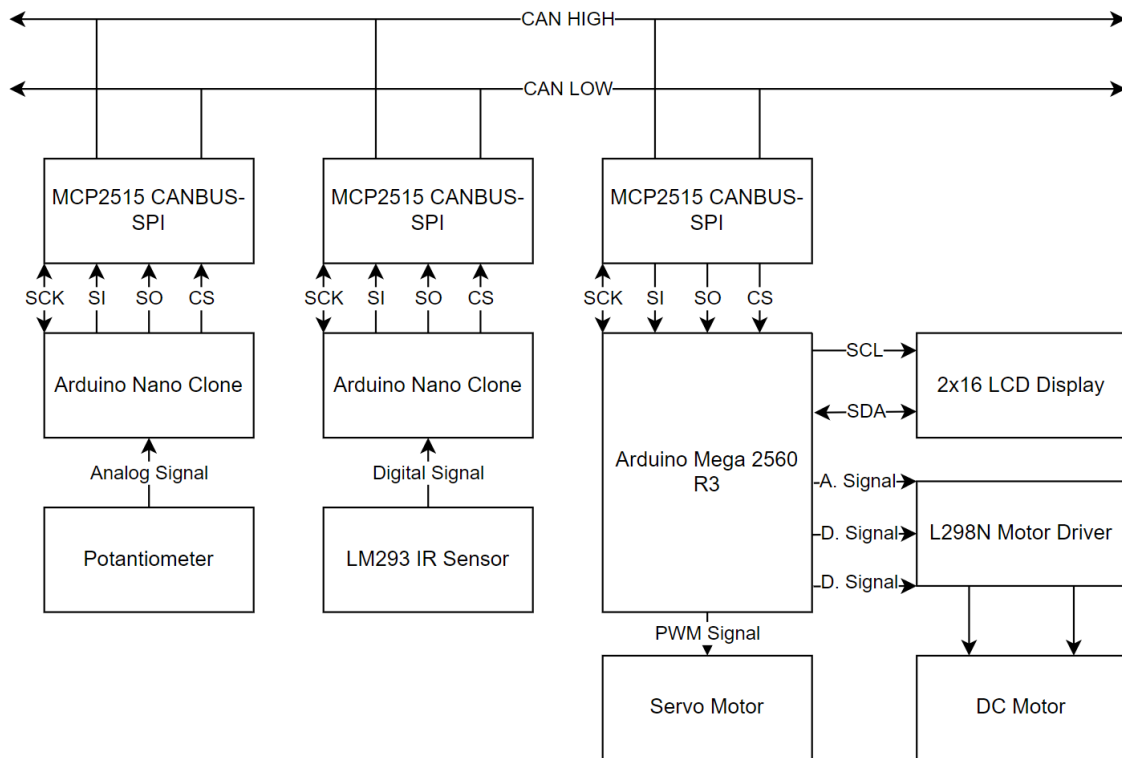 CAN HIGH
CAN LOW
MCP2515 CANBUS-
SPI
MCP2515 CANBUS-
SPI
MCP2515 CANBUS-
SPI
SCK
SI
SO
CS
SCK
SI
SO
CS
SCK
SI
SO
CS
Arduino Nano Clone
Arduino Nano Clone
Arduino Mega 2560
R3
SCL
SDA
2x16 LCD Display
Analog Signal
Digital Signal
A. Signal
D. Signal
D. Signal
L298N Motor Driver
Potantiometer
LM293 IR Sensor
PWM Signal
Servo Motor
DC Motor